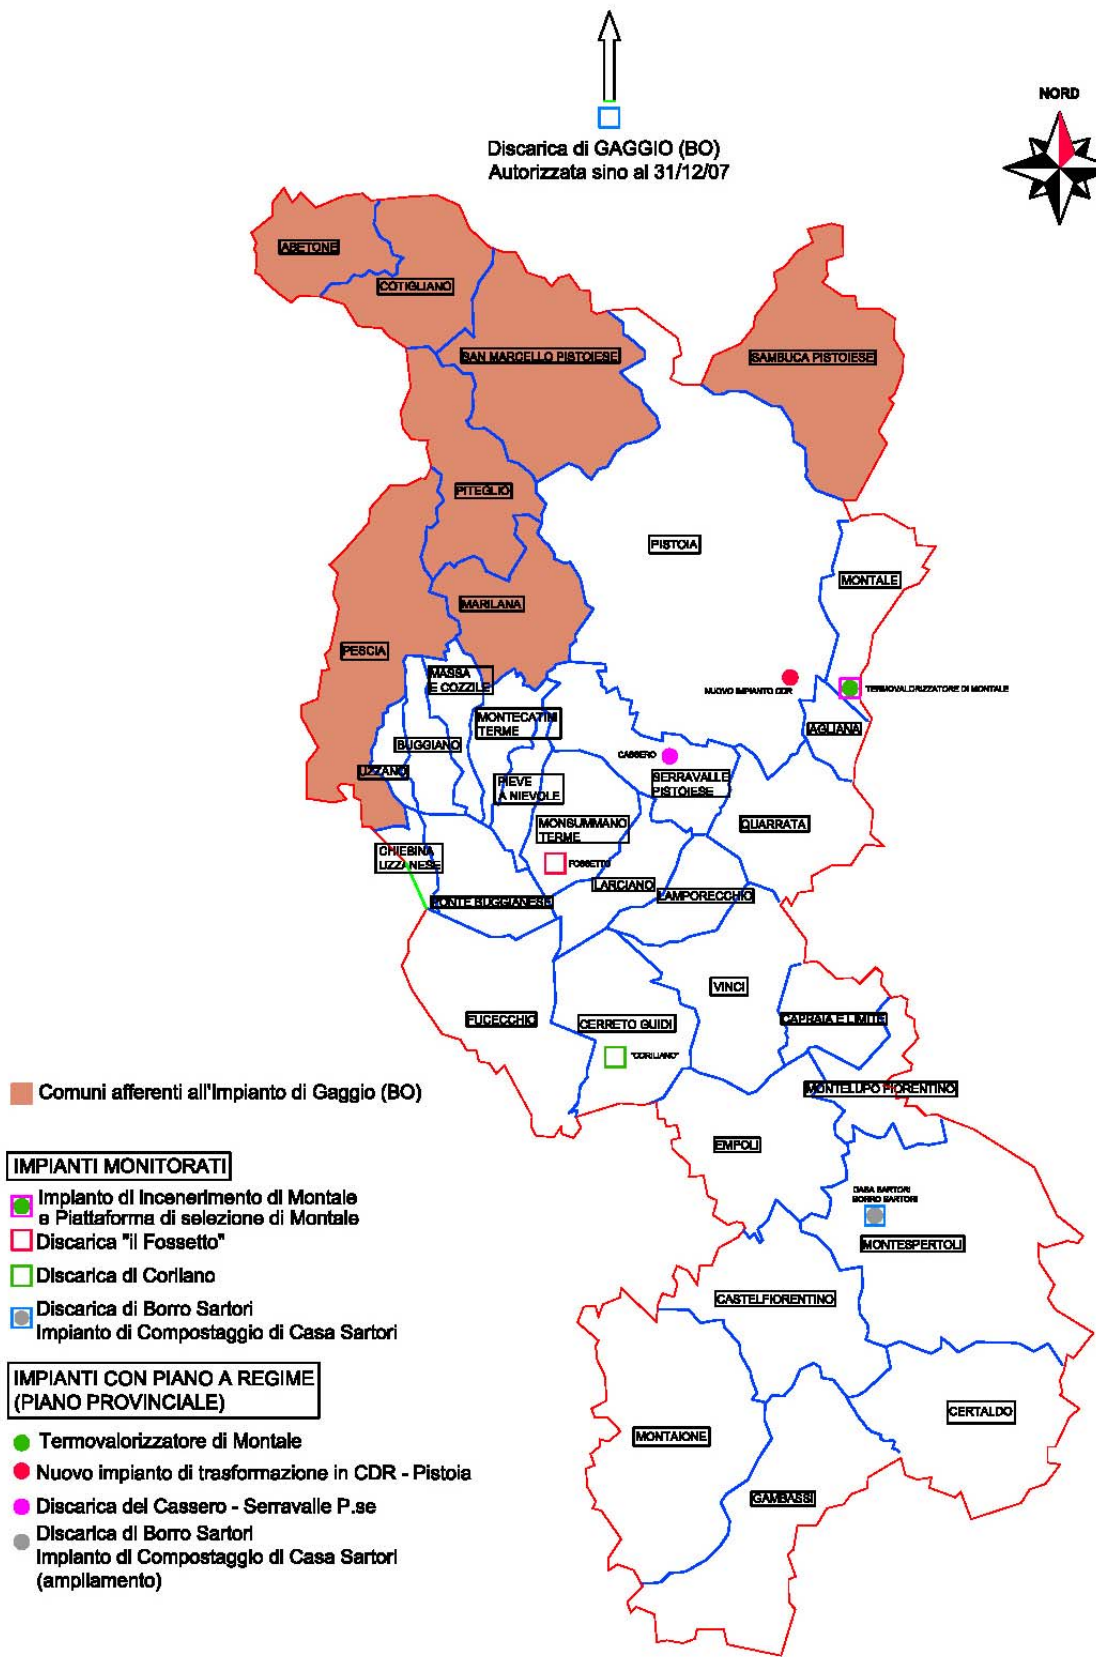 NORD
Discarica di GAGGIO (BO)
Autorizzata sino al 31/12/07
ABETONE
COTIGLIANO
SAN MARCELLO PISTOIESE
SAMBUCA PISTOIESE
PITEGLIO
PISTOIA
MONTALE
MARILANA
PESCIA
MASSA
E COZZILE
NUOVO IMPIANTO CDR
TERMOVALORIZZATORE DI MONTALE
MONTECATINI
TERME
AGLIANA
BUGGIANO
CASSERO
UZZANO
SERRAVALLE
PISTOIESE
PIEVE
A NIEVOLE
MONSUMMANO
TERME
QUARRATA
CHIEBINA
UZZANESE
FOSSETTO
LARCIANO
LAMPORECCHIO
PONTE BUGGIANESE
VINCI
FUCECCHIO
CERRETO GUIDI
CAPRAIA E LIMITE
"CORILIANO"
MONTELUPO FIORENTINO
EMPOLI
CASA SARTORI
BORRO SARTORI
MONTESPERTOLI
CASTELFIORENTINO
CERTALDO
MONTAIONE
GAMBASSI
Comuni afferenti all'Impianto di Gaggio (BO)
IMPIANTI MONITORATI
Impianto di Incenerimento di Montale
e Piattaforma di selezione di Montale
Discarica "il Fossetto"
Discarica di Corilano
Discarica di Borro Sartori
Impianto di Compostaggio di Casa Sartori
IMPIANTI CON PIANO A REGIME
(PIANO PROVINCIALE)
Termovalorizzatore di Montale
Nuovo impianto di trasformazione in CDR - Pistoia
Discarica del Cassero - Serravalle P.se
Discarica di Borro Sartori
Impianto di Compostaggio di Casa Sartori
(ampliamento)